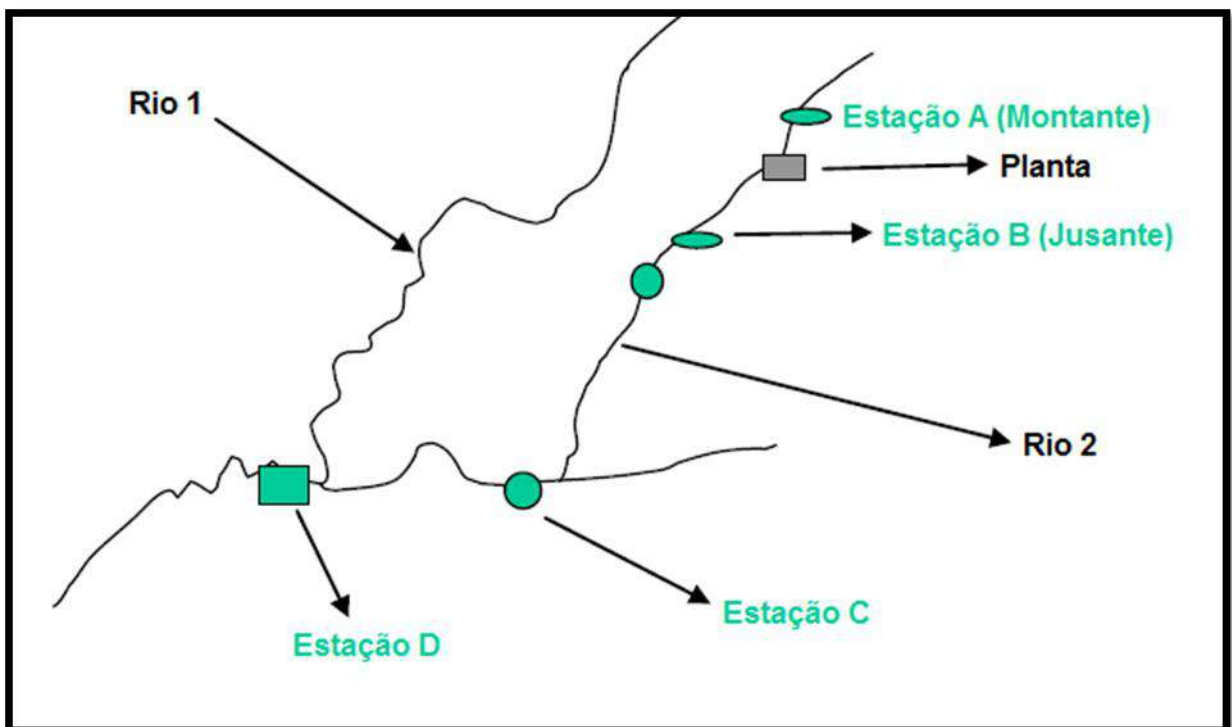 Rio 1
Estação A (Montante)
Planta
Estação B (Jusante)
Rio 2
Estação C
Estação D